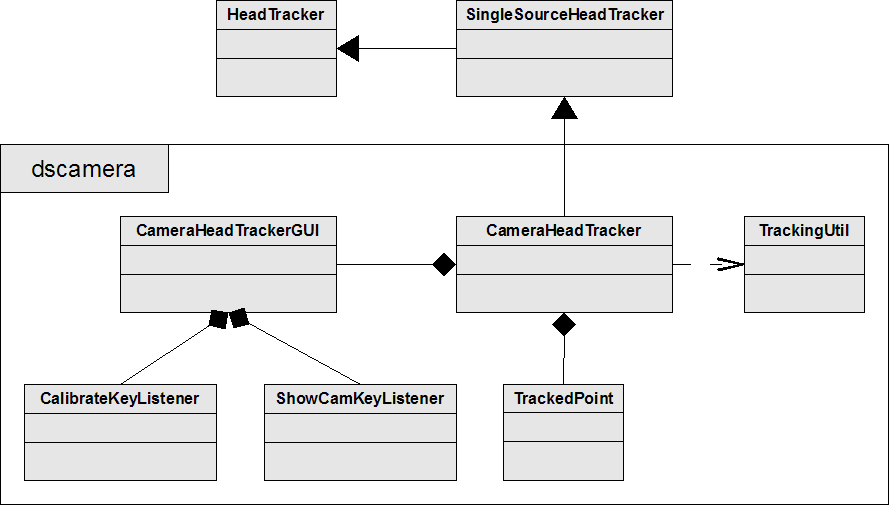 HeadTracker
SingleSourceHeadTracker
dscamera
CameraHeadTrackerGUI
CameraHeadTracker
TrackingUtil
CalibrateKeyListener
ShowCamKeyListener
TrackedPoint